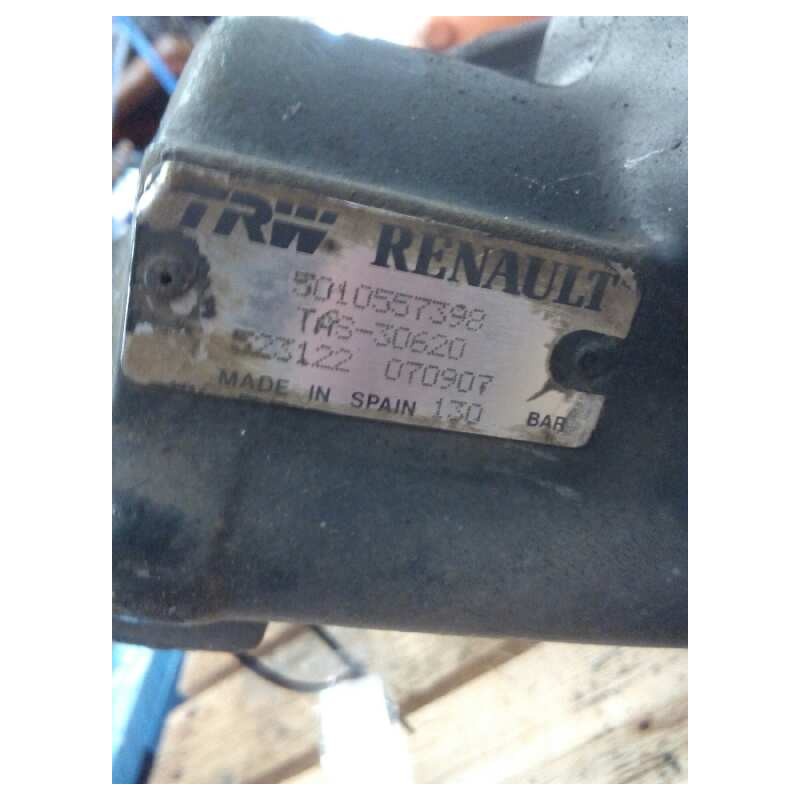 TRW RENAULT
5010557398
TAS-30620
523122 070907
MADE IN SPAIN 130 BAR